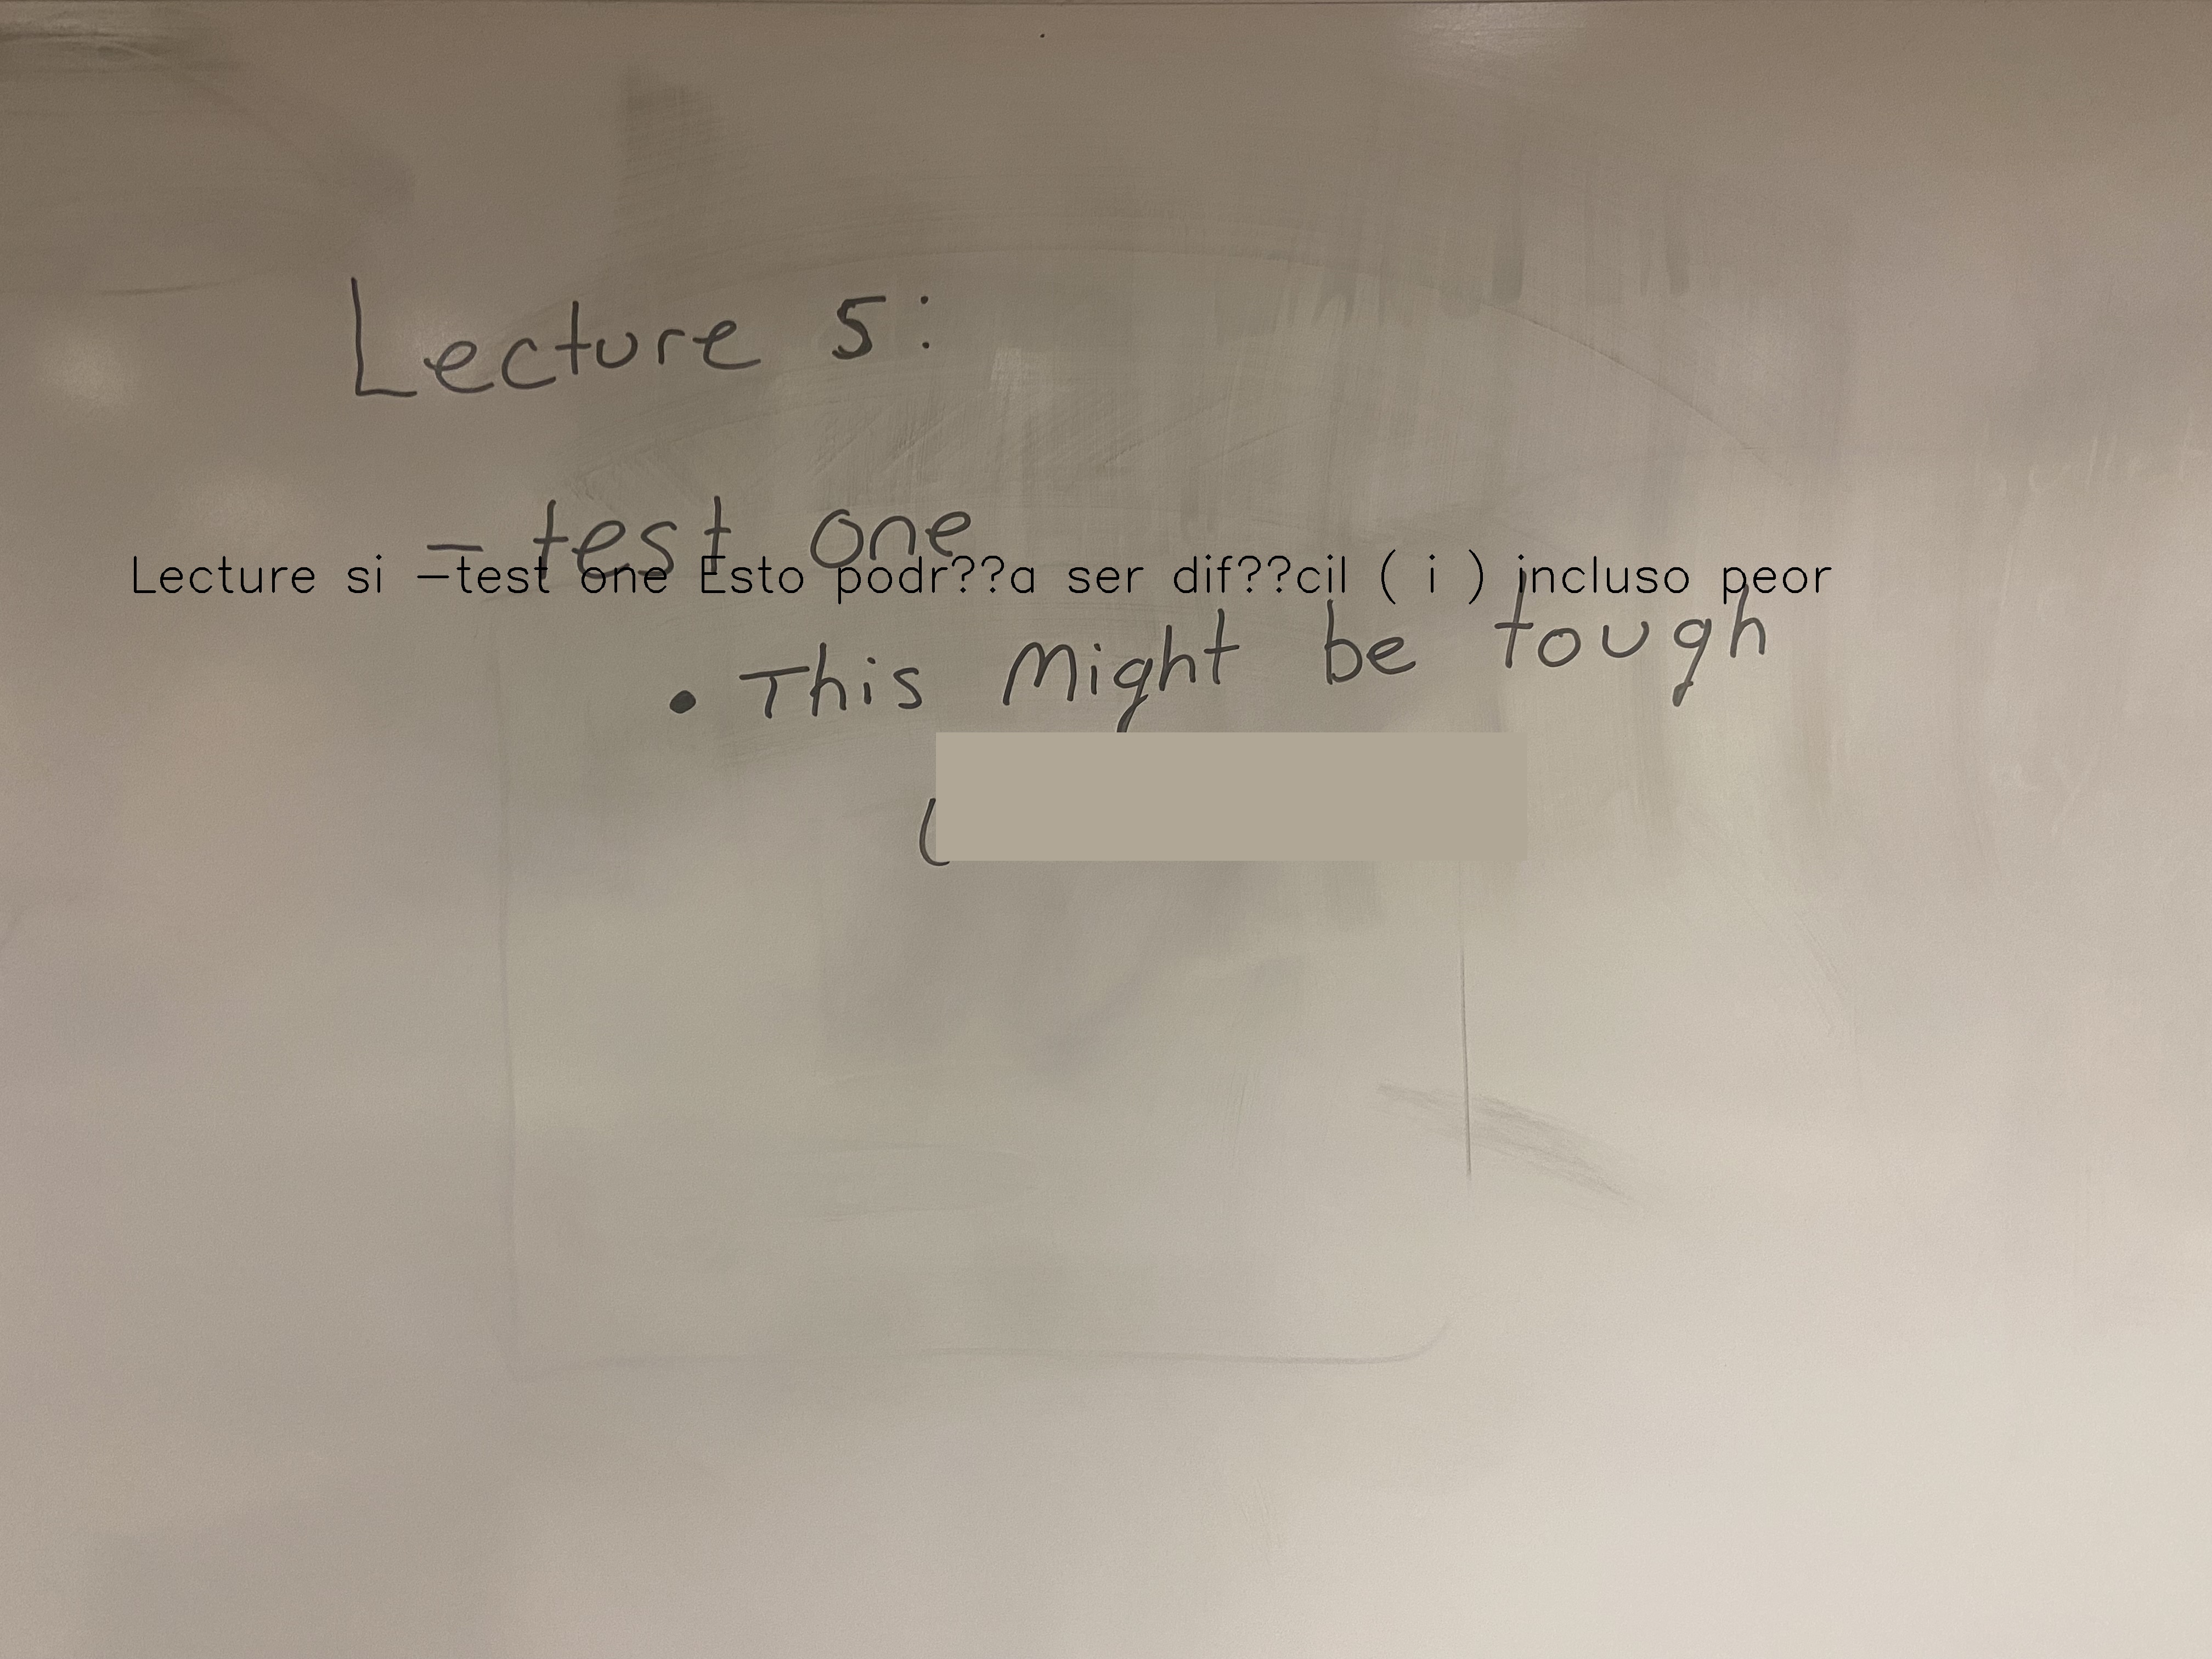 Lecture 5:
- test one
Lecture si -test one Esto podr??a ser dif??cil ( i ) incluso peor
• This Might be tough
(